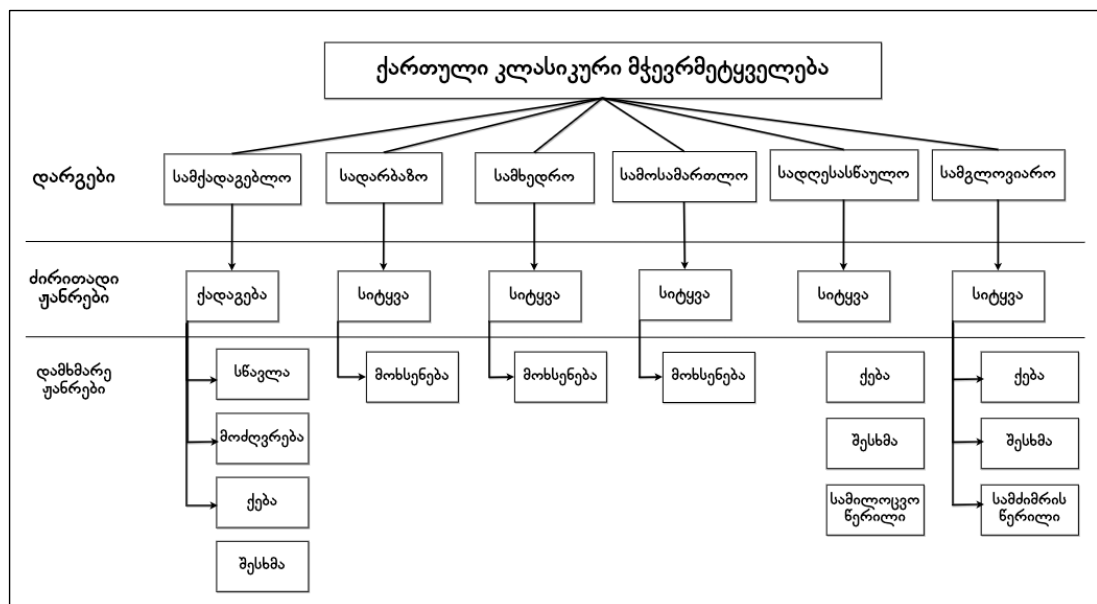 ქართული კლასიკური მჭევრმეტყველება
დარგები
სამქადაგებლო
სადარბაზო
სამხედრო
სამოსამართლო
სადღესასწაულო
სამგლოვიარო
ძირითადი
ჟანრები
ქადაგება
სიტყვა
სიტყვა
სიტყვა
სიტყვა
სიტყვა
დამხმარე
ჟანრები
სწავლა
მოხსენება
მოხსენება
მოხსენება
ქება
ქება
მოძღვრება
შესხმა
შესხმა
ქება
სამილოცვო
წერილი
სამძიმრის
წერილი
შესხმა